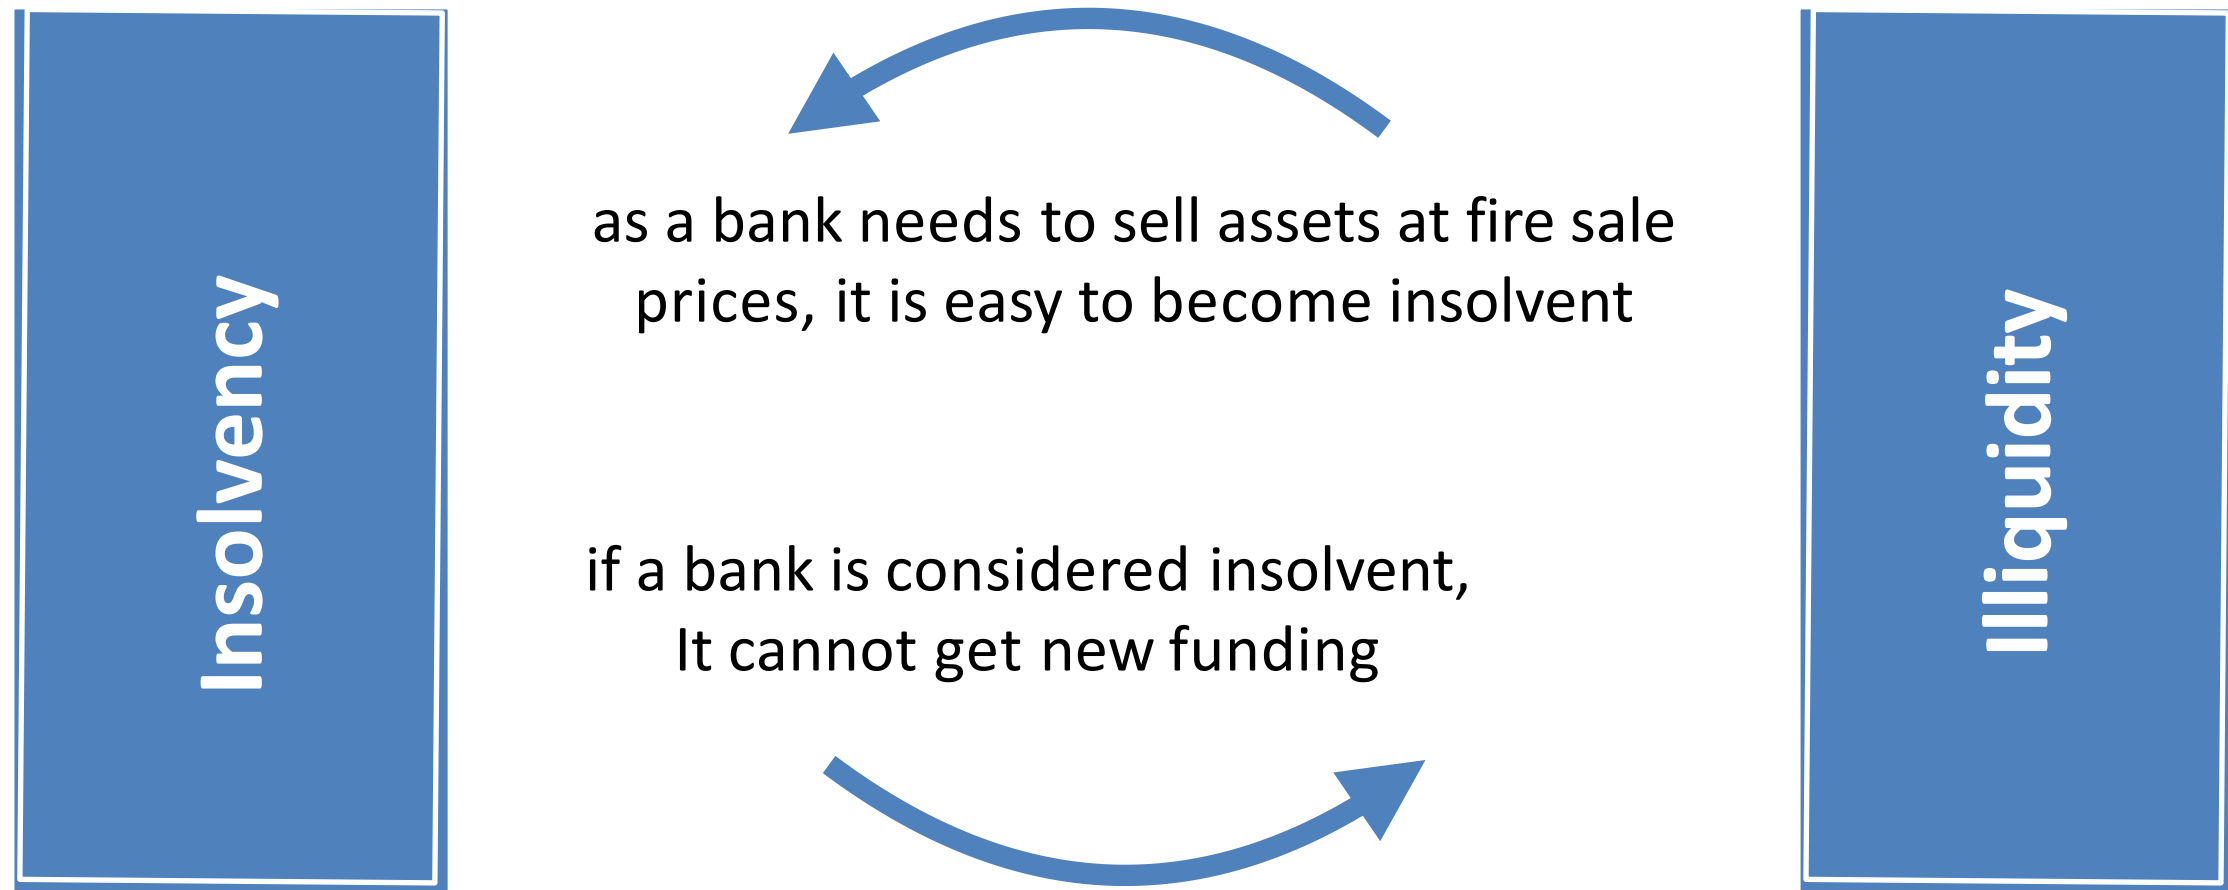 Insolvency
as a bank needs to sell assets at fire sale
prices, it is easy to become insolvent
if a bank is considered insolvent,
It cannot get new funding
Illiquidity